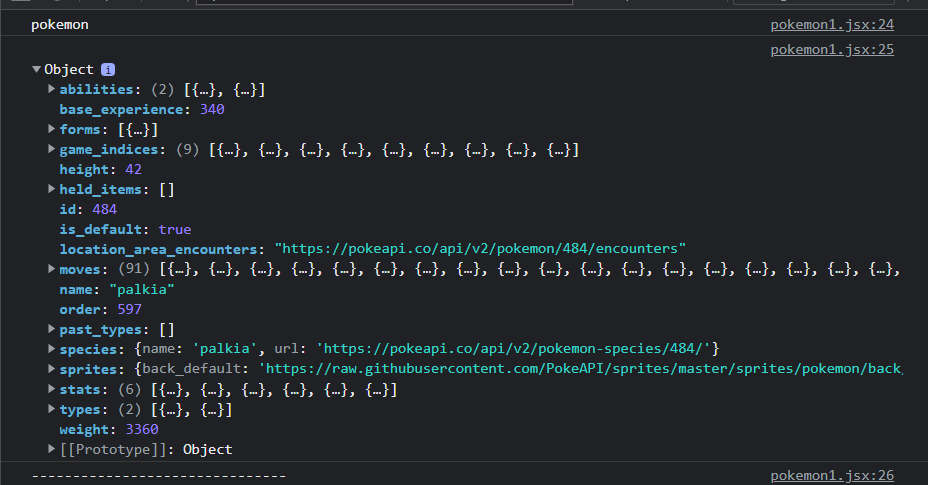 pokemon pokemon1.jsx:24
pokemon1.jsx:25
▼Object i
▶abilities: (2) [{…}, {…}]
base_experience: 340
▶forms: [{…}]
▶game_indices: (9) [{…}, {…}, {…}, {…}, {…}, {…}, {…}, {…}, {…}]
height: 42
▶held_items: []
id: 484
is_default: true
location_area_encounters: "https://pokeapi.co/api/v2/pokemon/484/encounters"
▶moves: (91) [{…}, {…}, {…}, {…}, {…}, {…}, {…}, {…}, {…}, {…}, {…}, {…}, {…}, {…}, {…}, {…}, {…}, {…},
name: "palkia"
order: 597
▶past_types: []
▶species: {name: 'palkia', url: 'https://pokeapi.co/api/v2/pokemon-species/484/'}
▶sprites: {back_default: 'https://raw.githubusercontent.com/PokeAPI/sprites/master/sprites/pokemon/back_
▶stats: (6) [{…}, {…}, {…}, {…}, {…}, {…}]
▶types: (2) [{…}, {…}]
weight: 3360
▶[[Prototype]]: Object
------------------------------- pokemon1.jsx:26